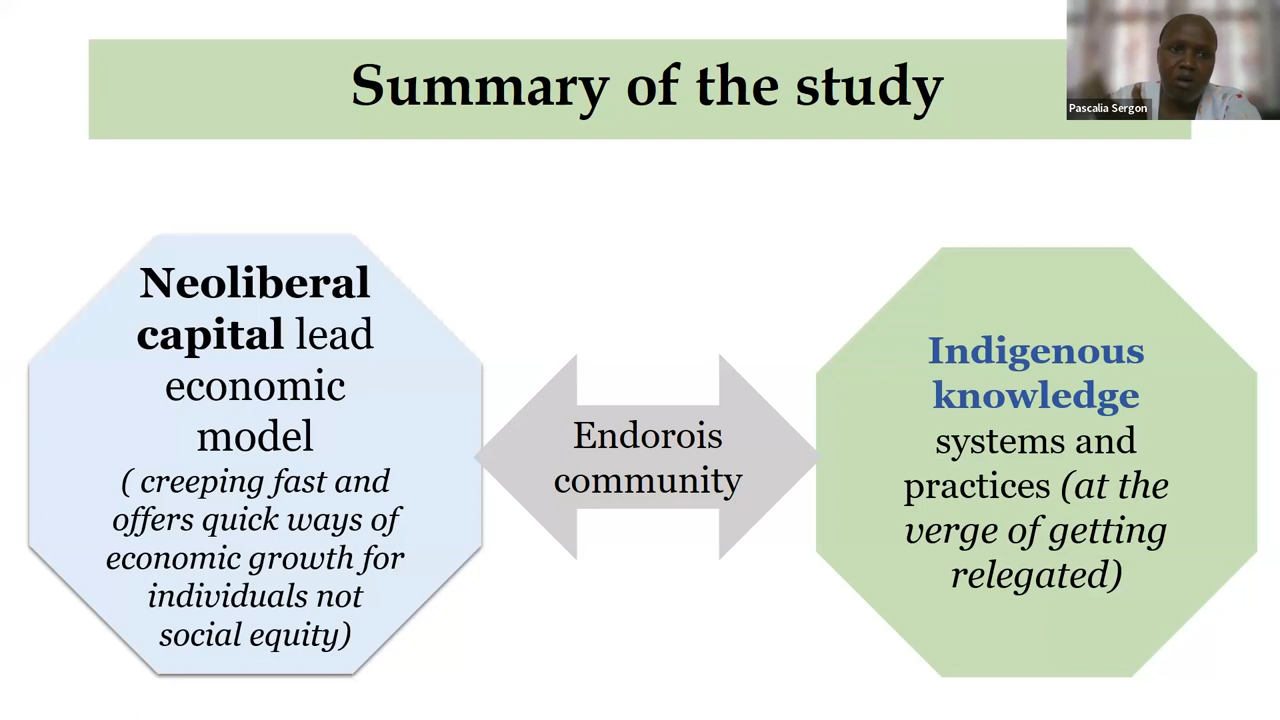 Summary of the study
Pascalia Sergon
Neoliberal
capital lead
economic
model
( creeping fast and
offers quick ways of
economic growth for
individuals not
social equity)
Endorois
community
Indigenous
knowledge
systems and
practices (at the
verge of getting
relegated)